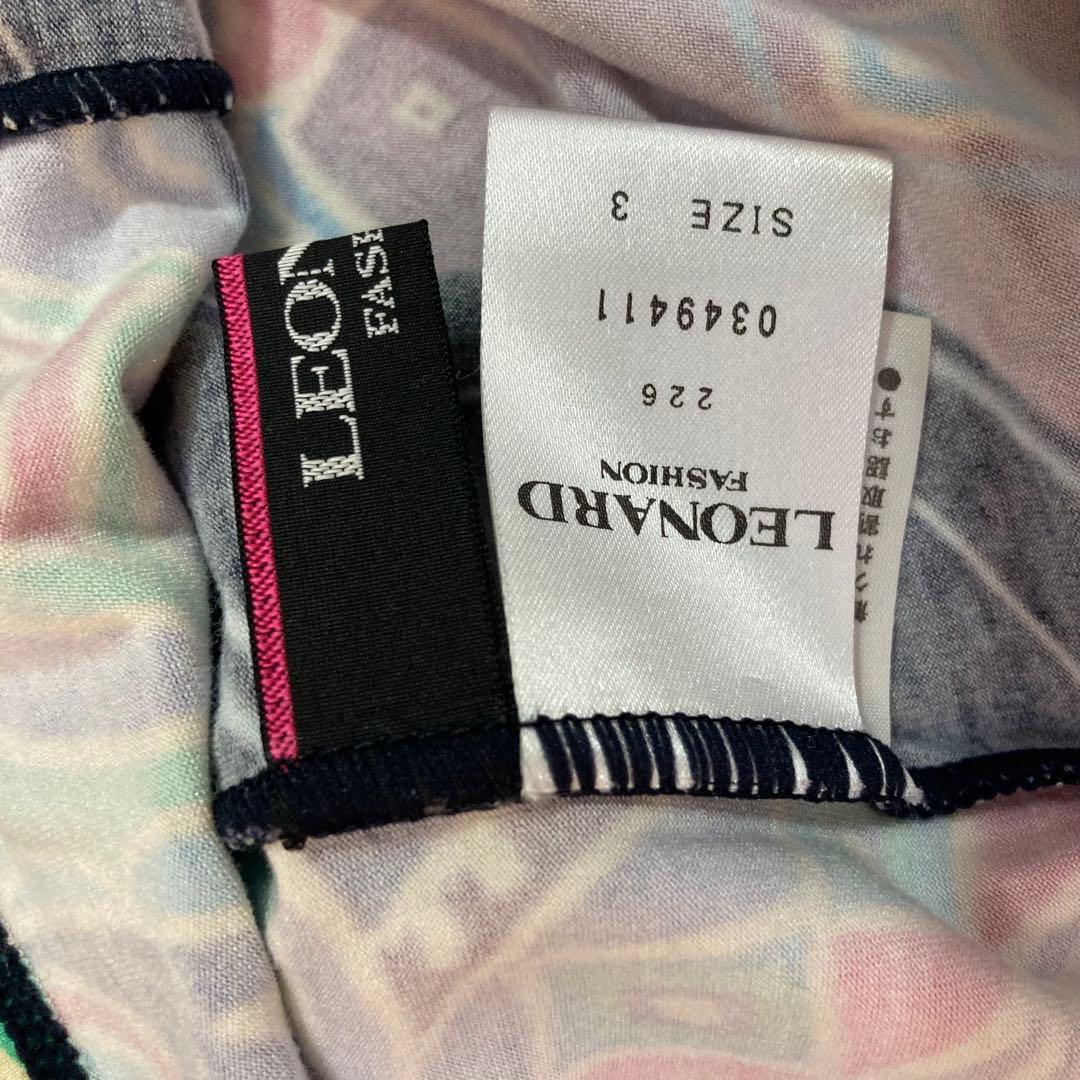 LEON
FASH
LEONARD
FASHION
226
0349411
SIZE 3